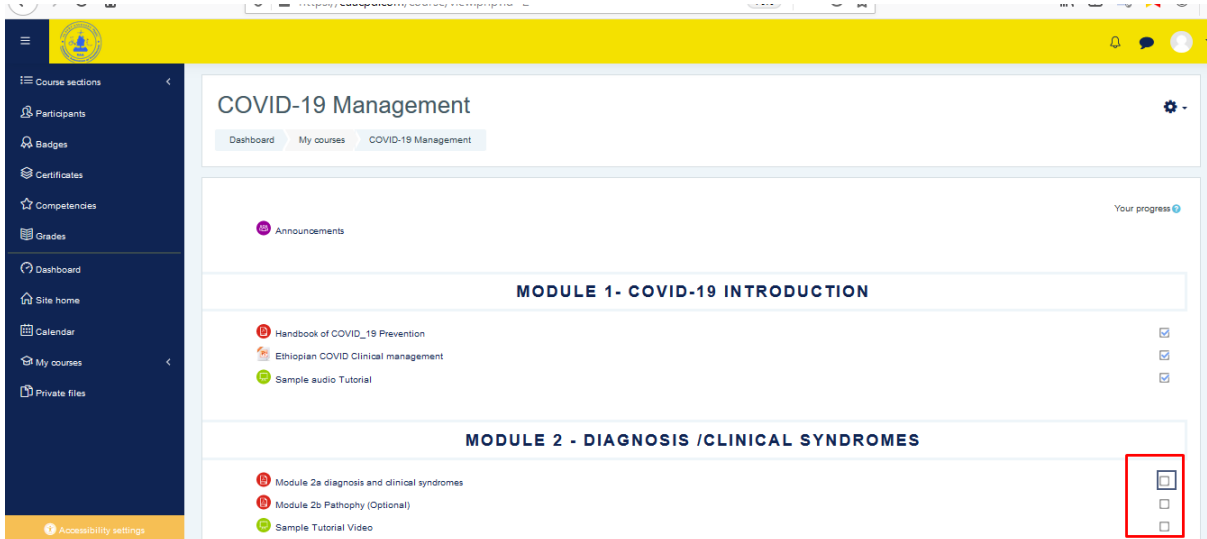 Course sections
Participants
Badges
Certificates
Competencies
Grades
Dashboard
Site home
Calendar
My courses
Private files
Accessibility settings
COVID-19 Management
Dashboard My courses COVID-19 Management
Your progress
Announcements
MODULE 1- COVID-19 INTRODUCTION
Handbook of COVID_19 Prevention
Ethiopian COVID Clinical management
Sample audio Tutorial
MODULE 2 - DIAGNOSIS /CLINICAL SYNDROMES
Module 2a diagnosis and clinical syndromes
Module 2b Pathophy (Optional)
Sample Tutorial Video